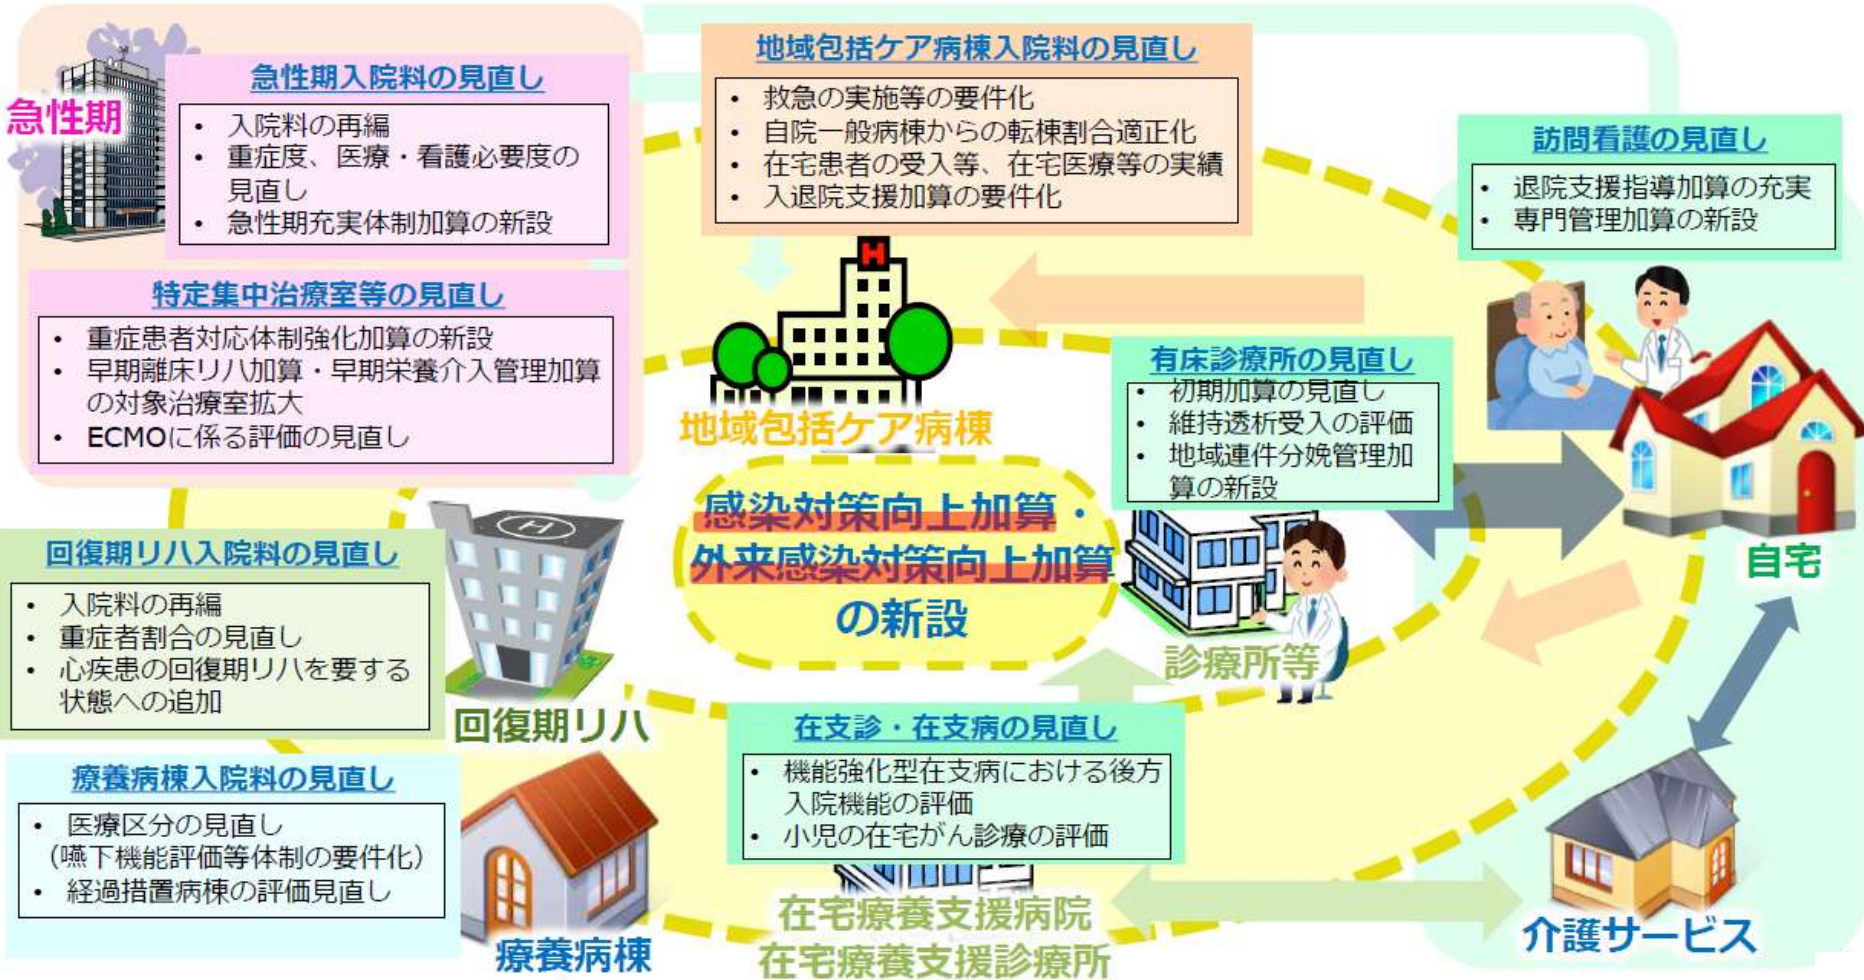 急性期
急性期入院料の見直し
• 入院料の再編
• 重症度、医療・看護必要度の
見直し
• 急性期充実体制加算の新設
特定集中治療室等の見直し
• 重症患者対応体制強化加算の新設
• 早期離床リハ加算・早期栄養介入管理加算
の対象治療室拡大
• ECMOに係る評価の見直し
地域包括ケア病棟入院料の見直し
• 救急の実施等の要件化
• 自院一般病棟からの転棟割合適正化
• 在宅患者の受入等、在宅医療等の実績
• 入退院支援加算の要件化
H
地域包括ケア病棟
訪問看護の見直し
• 退院支援指導加算の充実
• 専門管理加算の新設
有床診療所の見直し
• 初期加算の見直し
• 維持透析受入の評価
• 地域連件分娩管理加
算の新設
自宅
感染対策向上加算・
外来感染対策向上加算
の新設
診療所等
回復期リハ入院料の見直し
• 入院料の再編
• 重症者割合の見直し
• 心疾患の回復期リハを要する
状態への追加
H
回復期リハ
療養病棟入院料の見直し
• 医療区分の見直し
（嚥下機能評価等体制の要件化）
• 経過措置病棟の評価見直し
療養病棟
在支診・在支病の見直し
• 機能強化型在支病における後方
入院機能の評価
• 小児の在宅がん診療の評価
在宅療養支援病院
在宅療養支援診療所
介護サービス